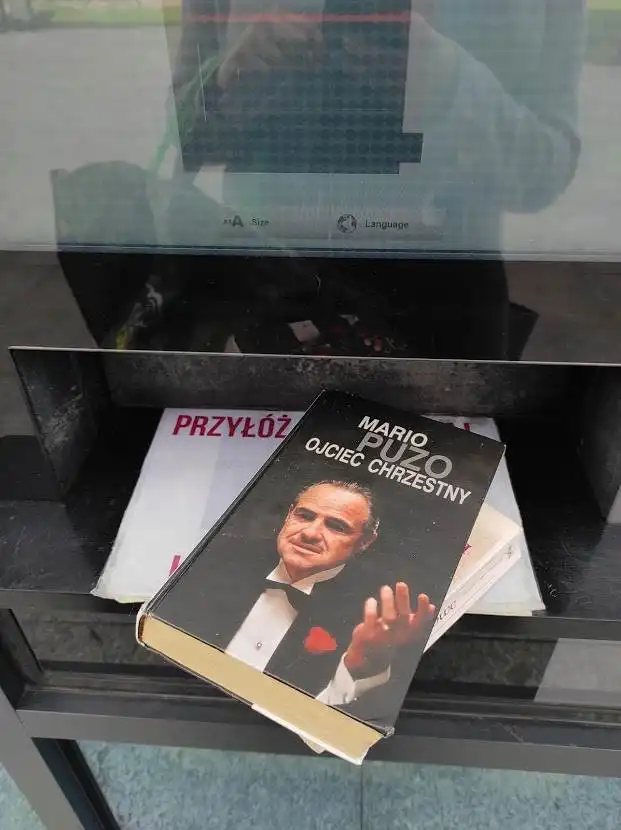 Size
Language
PRZYŁÓŻ
MARIO
PUZO
OJCIEC CHRZESTNY